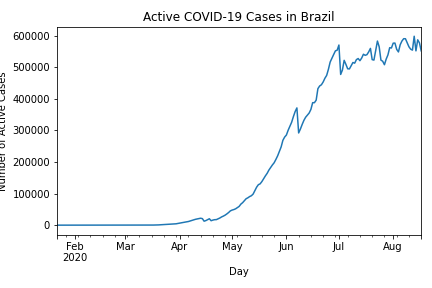 Active COVID-19 Cases in Brazil
600000
500000
400000
300000
200000
100000
0
Number of Active Cases
Feb Mar Apr May Jun Jul Aug
2020
Day